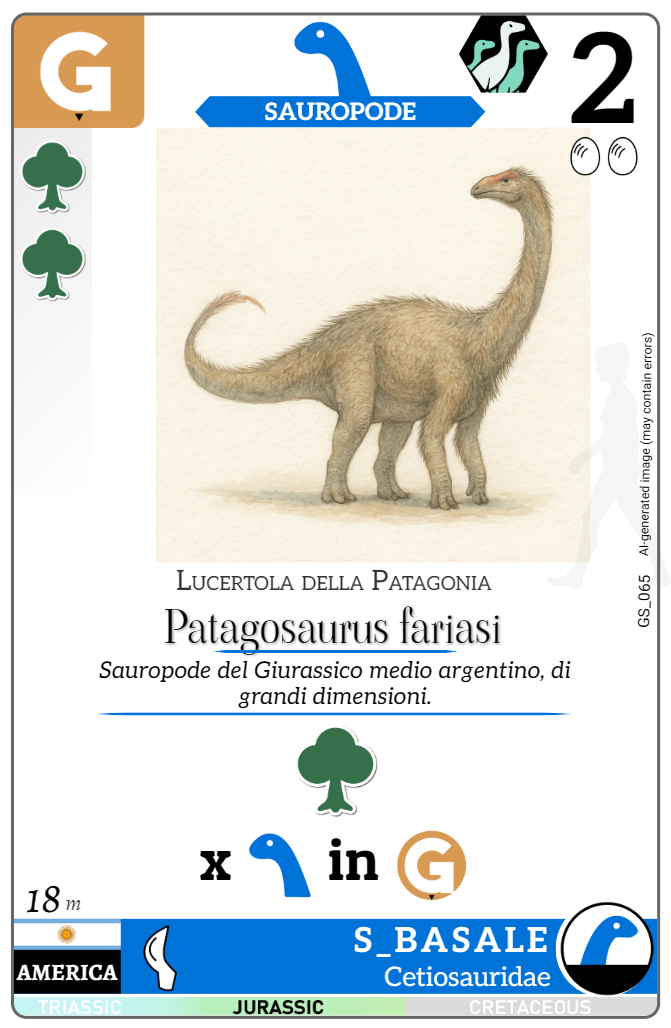 G
SAUROPODE
2
AI-generated image (may contain errors)
GS_065
Lucertola della Patagonia
Patagosaurus fariasi
Sauropode del Giurassico medio argentino, di
grandi dimensioni.
x in G
18 m
AMERICA
S_BASALE
Cetiosauridae
TRIASSIC JURASSIC CRETACEOUS